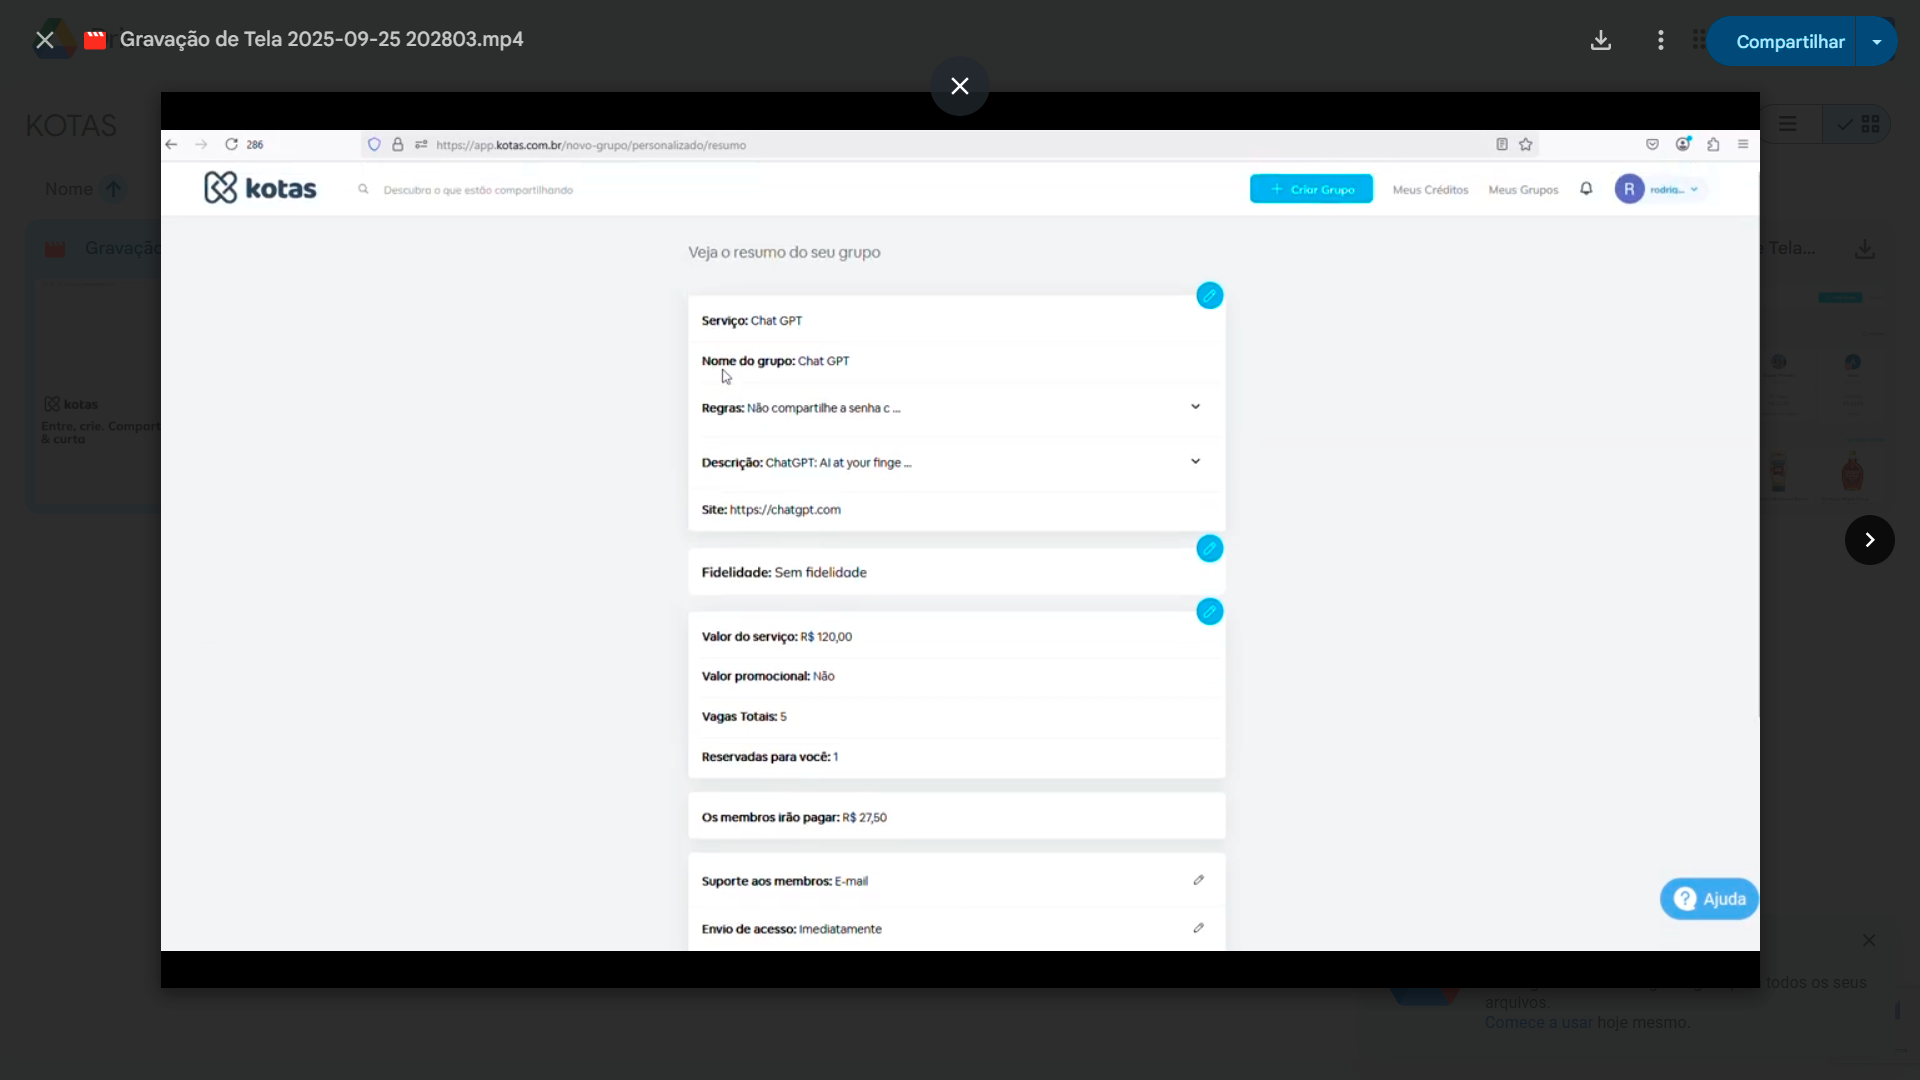 Gravação de Tela 2025-09-25 202803.mp4
Compartilhar
KOTAS
Nome
Gravação
Tela...
286
https://app.kotas.com.br/novo-grupo/personalizado/resumo
kotas
Descubra o que estão compartilhando
+ Criar Grupo
Meus Créditos
Meus Grupos
R
rodrig...
Veja o resumo do seu grupo
Serviço: Chat GPT
Nome do grupo: Chat GPT
Regras: Não compartilhe a senha c ...
Descrição: ChatGPT: AI at your finge ...
Site: https://chatgpt.com
Fidelidade: Sem fidelidade
Valor do serviço: R$ 120,00
Valor promocional: Não
Vagas Totais: 5
Reservadas para você: 1
Os membros irão pagar: R$ 27,50
Suporte aos membros: E-mail
Envio de acesso: Imediatamente
? Ajuda
kotas
Entre, crie. Compart
& curta
todos os seus
arquivos.
Comece a usar hoje mesmo.